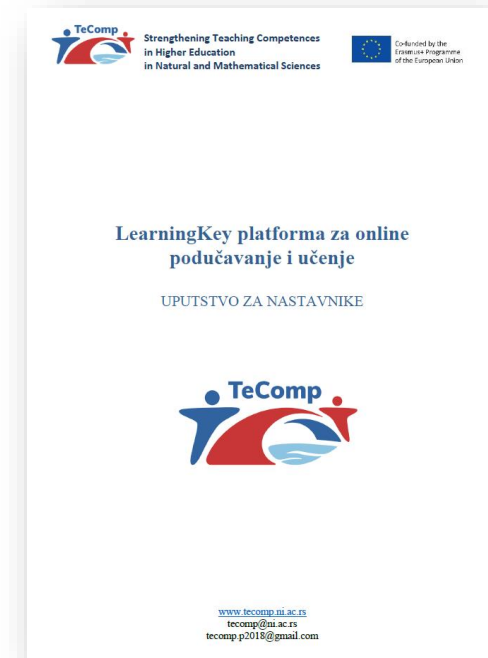 TeComp
Strengthening Teaching Competences
in Higher Education
in Natural and Mathematical Sciences
Co-funded by the
Erasmus+ Programme
of the European Union
LearningKey platforma za online
podučavanje i učenje
UPUTSTVO ZA NASTAVNIKE
TeComp
www.tecomp.ni.ac.rs
tecomp@ni.ac.rs
tecomp.p2018@gmail.com